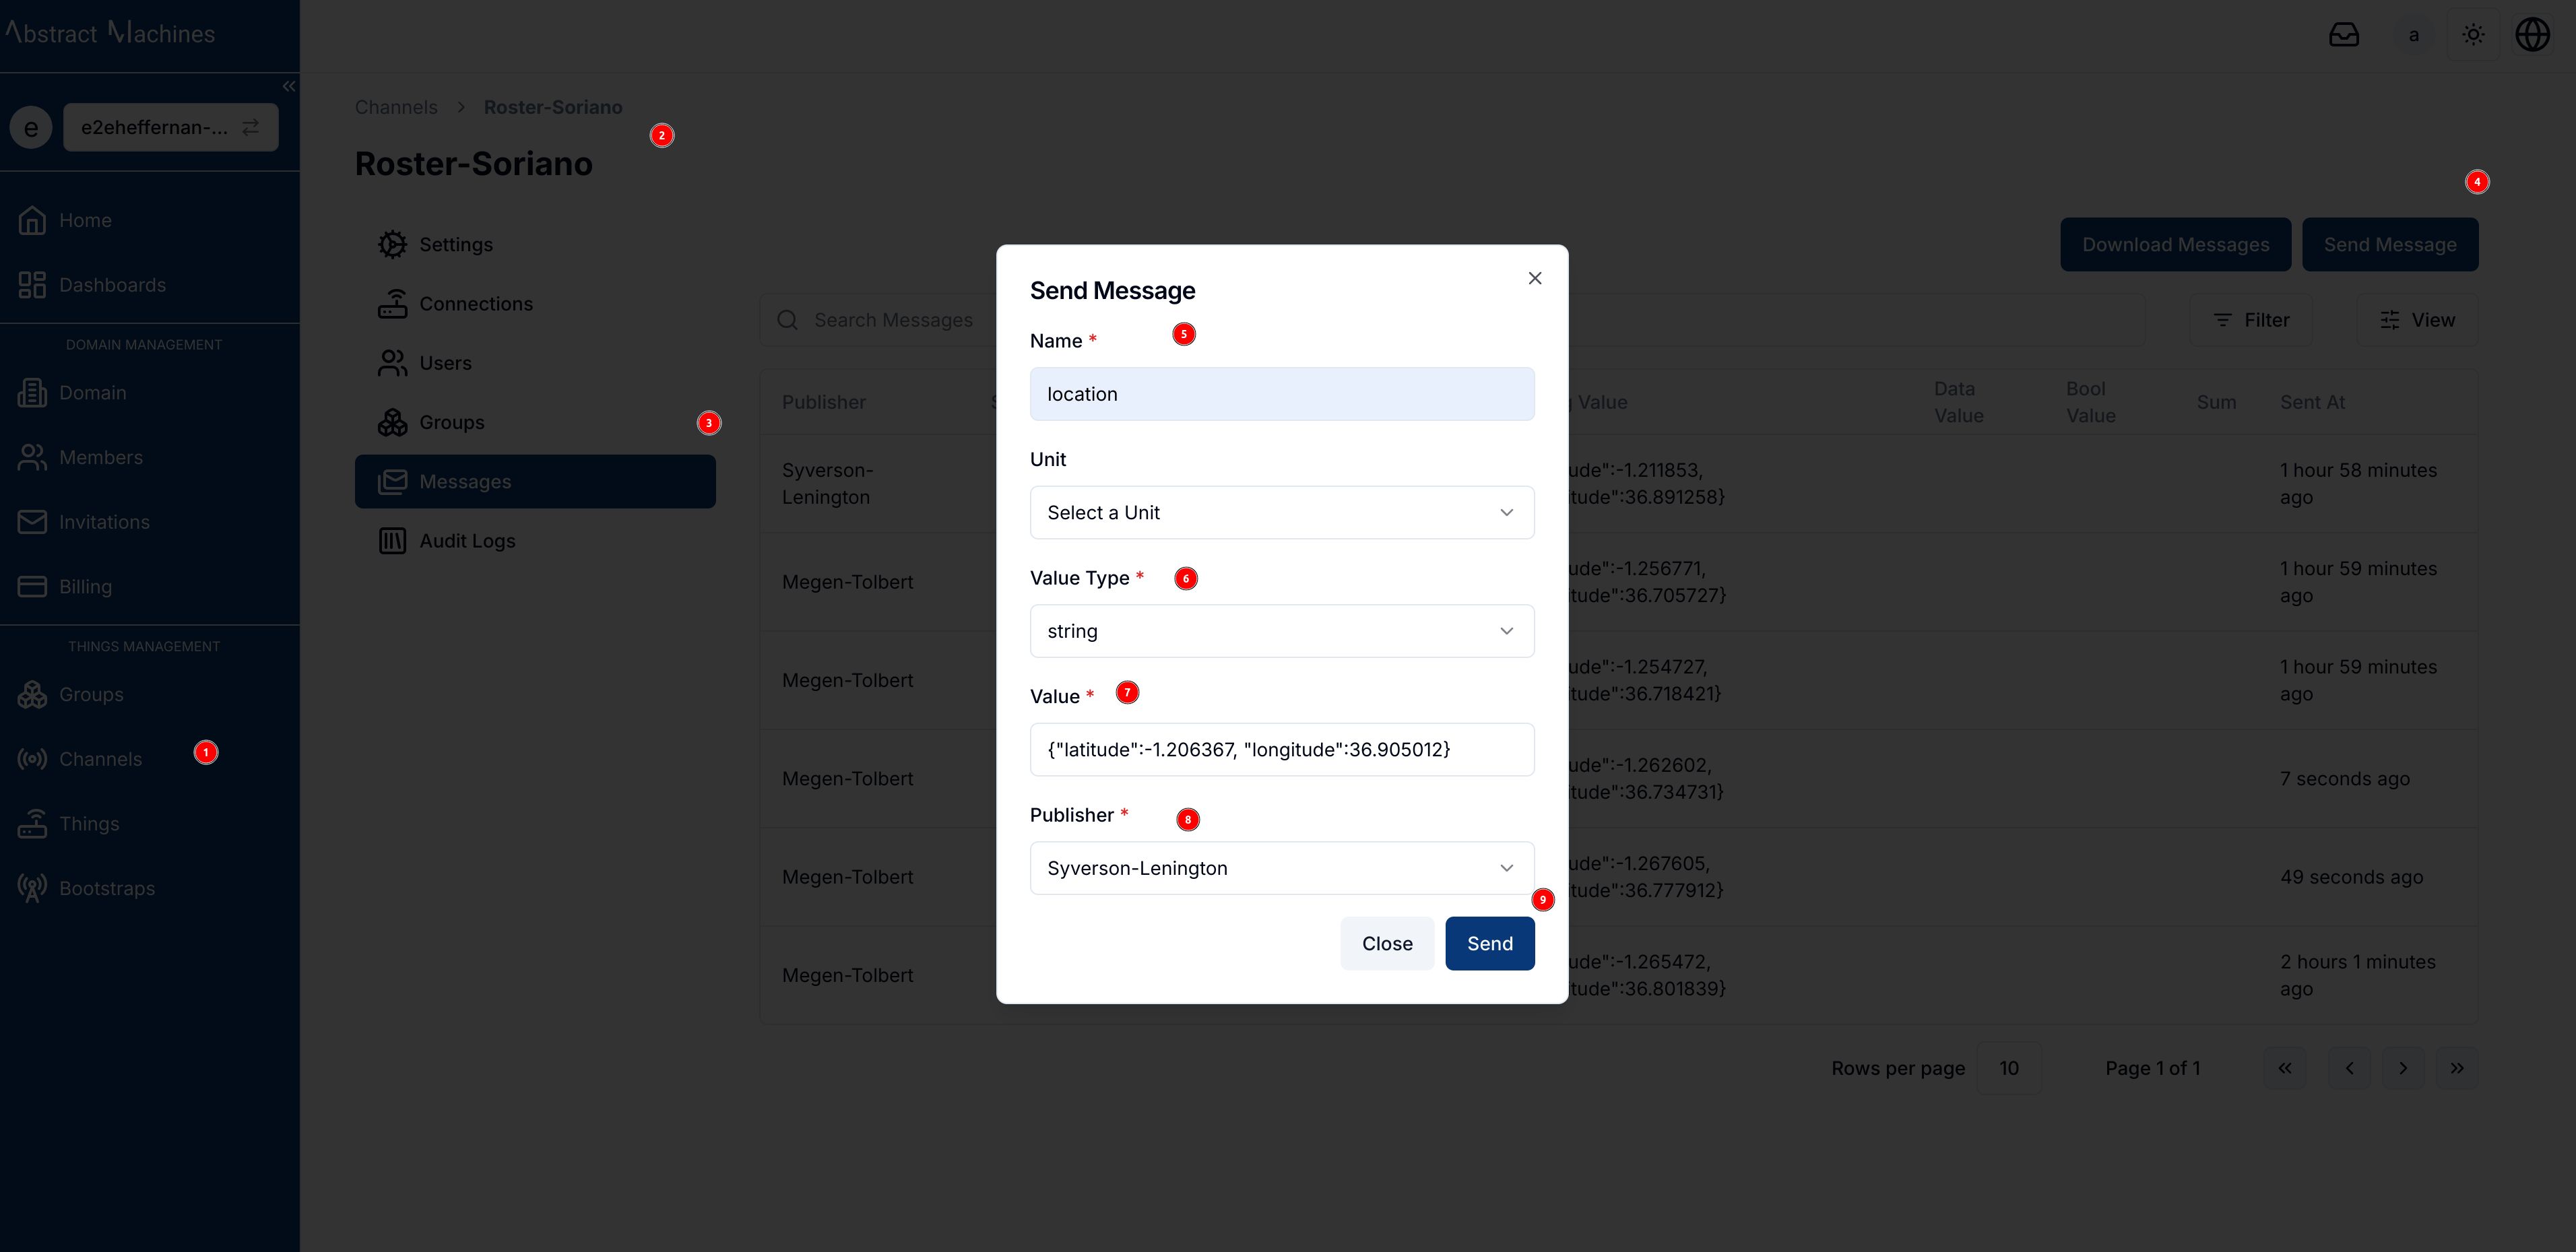 Abstract Machines
a
e
e2eheffernan-...
Home
Dashboards
DOMAIN MANAGEMENT
Domain
Members
Invitations
Billing
THINGS MANAGEMENT
Groups
Channels
1
Things
Bootstraps
Channels > Roster-Soriano
2
Roster-Soriano
4
Settings
Connections
Users
Groups
3
Messages
Audit Logs
Download Messages
Send Message
Search Messages
Filter
View
Publisher
Value
Data Value
Bool Value
Sum
Sent At
Syverson-Lenington
ude":-1.211853,
tude":36.891258}
1 hour 58 minutes ago
Megen-Tolbert
ude":-1.256771,
tude":36.705727}
1 hour 59 minutes ago
Megen-Tolbert
ude":-1.254727,
tude":36.718421}
1 hour 59 minutes ago
Megen-Tolbert
ude":-1.262602,
tude":36.734731}
7 seconds ago
Megen-Tolbert
ude":-1.267605,
tude":36.777912}
49 seconds ago
Megen-Tolbert
ude":-1.265472,
tude":36.801839}
2 hours 1 minutes ago
Rows per page 10
Page 1 of 1
Send Message
Name *
5
location
Unit
Select a Unit
Value Type *
6
string
Value *
7
{"latitude":-1.206367, "longitude":36.905012}
Publisher *
8
Syverson-Lenington
9
Close
Send